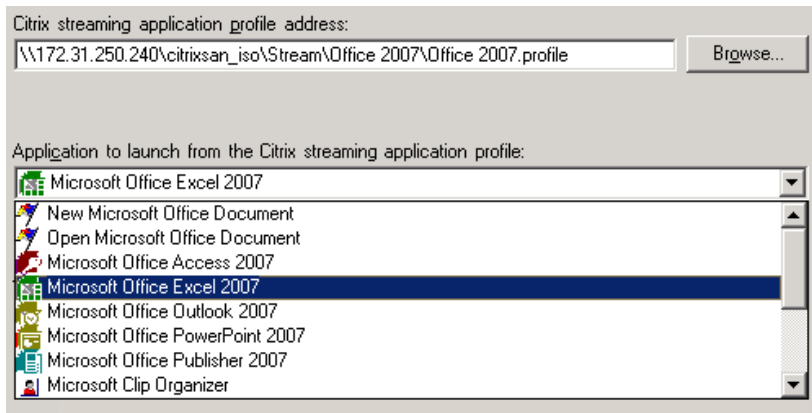 Citrix streaming application profile address:
\\172.31.250.240\citrixsan_iso\Stream\Office 2007\Office 2007.profile
Browse...
Application to launch from the Citrix streaming application profile:
Microsoft Office Excel 2007
New Microsoft Office Document
Open Microsoft Office Document
Microsoft Office Access 2007
Microsoft Office Excel 2007
Microsoft Office Outlook 2007
Microsoft Office PowerPoint 2007
Microsoft Office Publisher 2007
Microsoft Clip Organizer